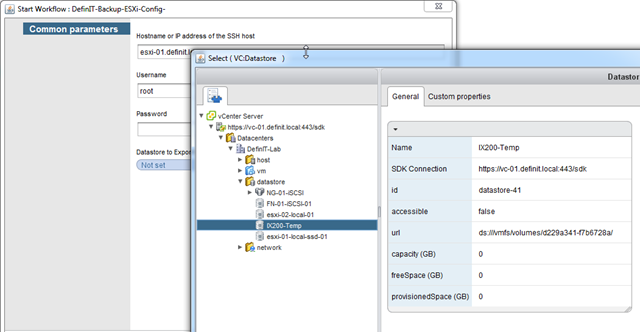 Start Workflow : DefinIT-Backup-ESXi-Config-
Common parameters
Hostname or IP address of the SSH host
esxi-01.definit.l
Username
root
Password
Datastore to Expor
Not set
Select ( VC:Datastore )
vCenter Server
https://vc-01.definit.local:443/sdk
Datacenters
DefinIT-Lab
host
vm
datastore
NG-01-iSCSI
FN-01-iSCSI-01
esxi-02-local-01
IX200-Temp
esxi-01-local-ssd-01
network
Datastor
General Custom properties
Name IX200-Temp
SDK Connection https://vc-01.definit.local:443/sdk
id datastore-41
accessible false
url ds:///vmfs/volumes/d229a341-f7b6728a/
capacity (GB) 0
freeSpace (GB) 0
provisionedSpace (GB) 0